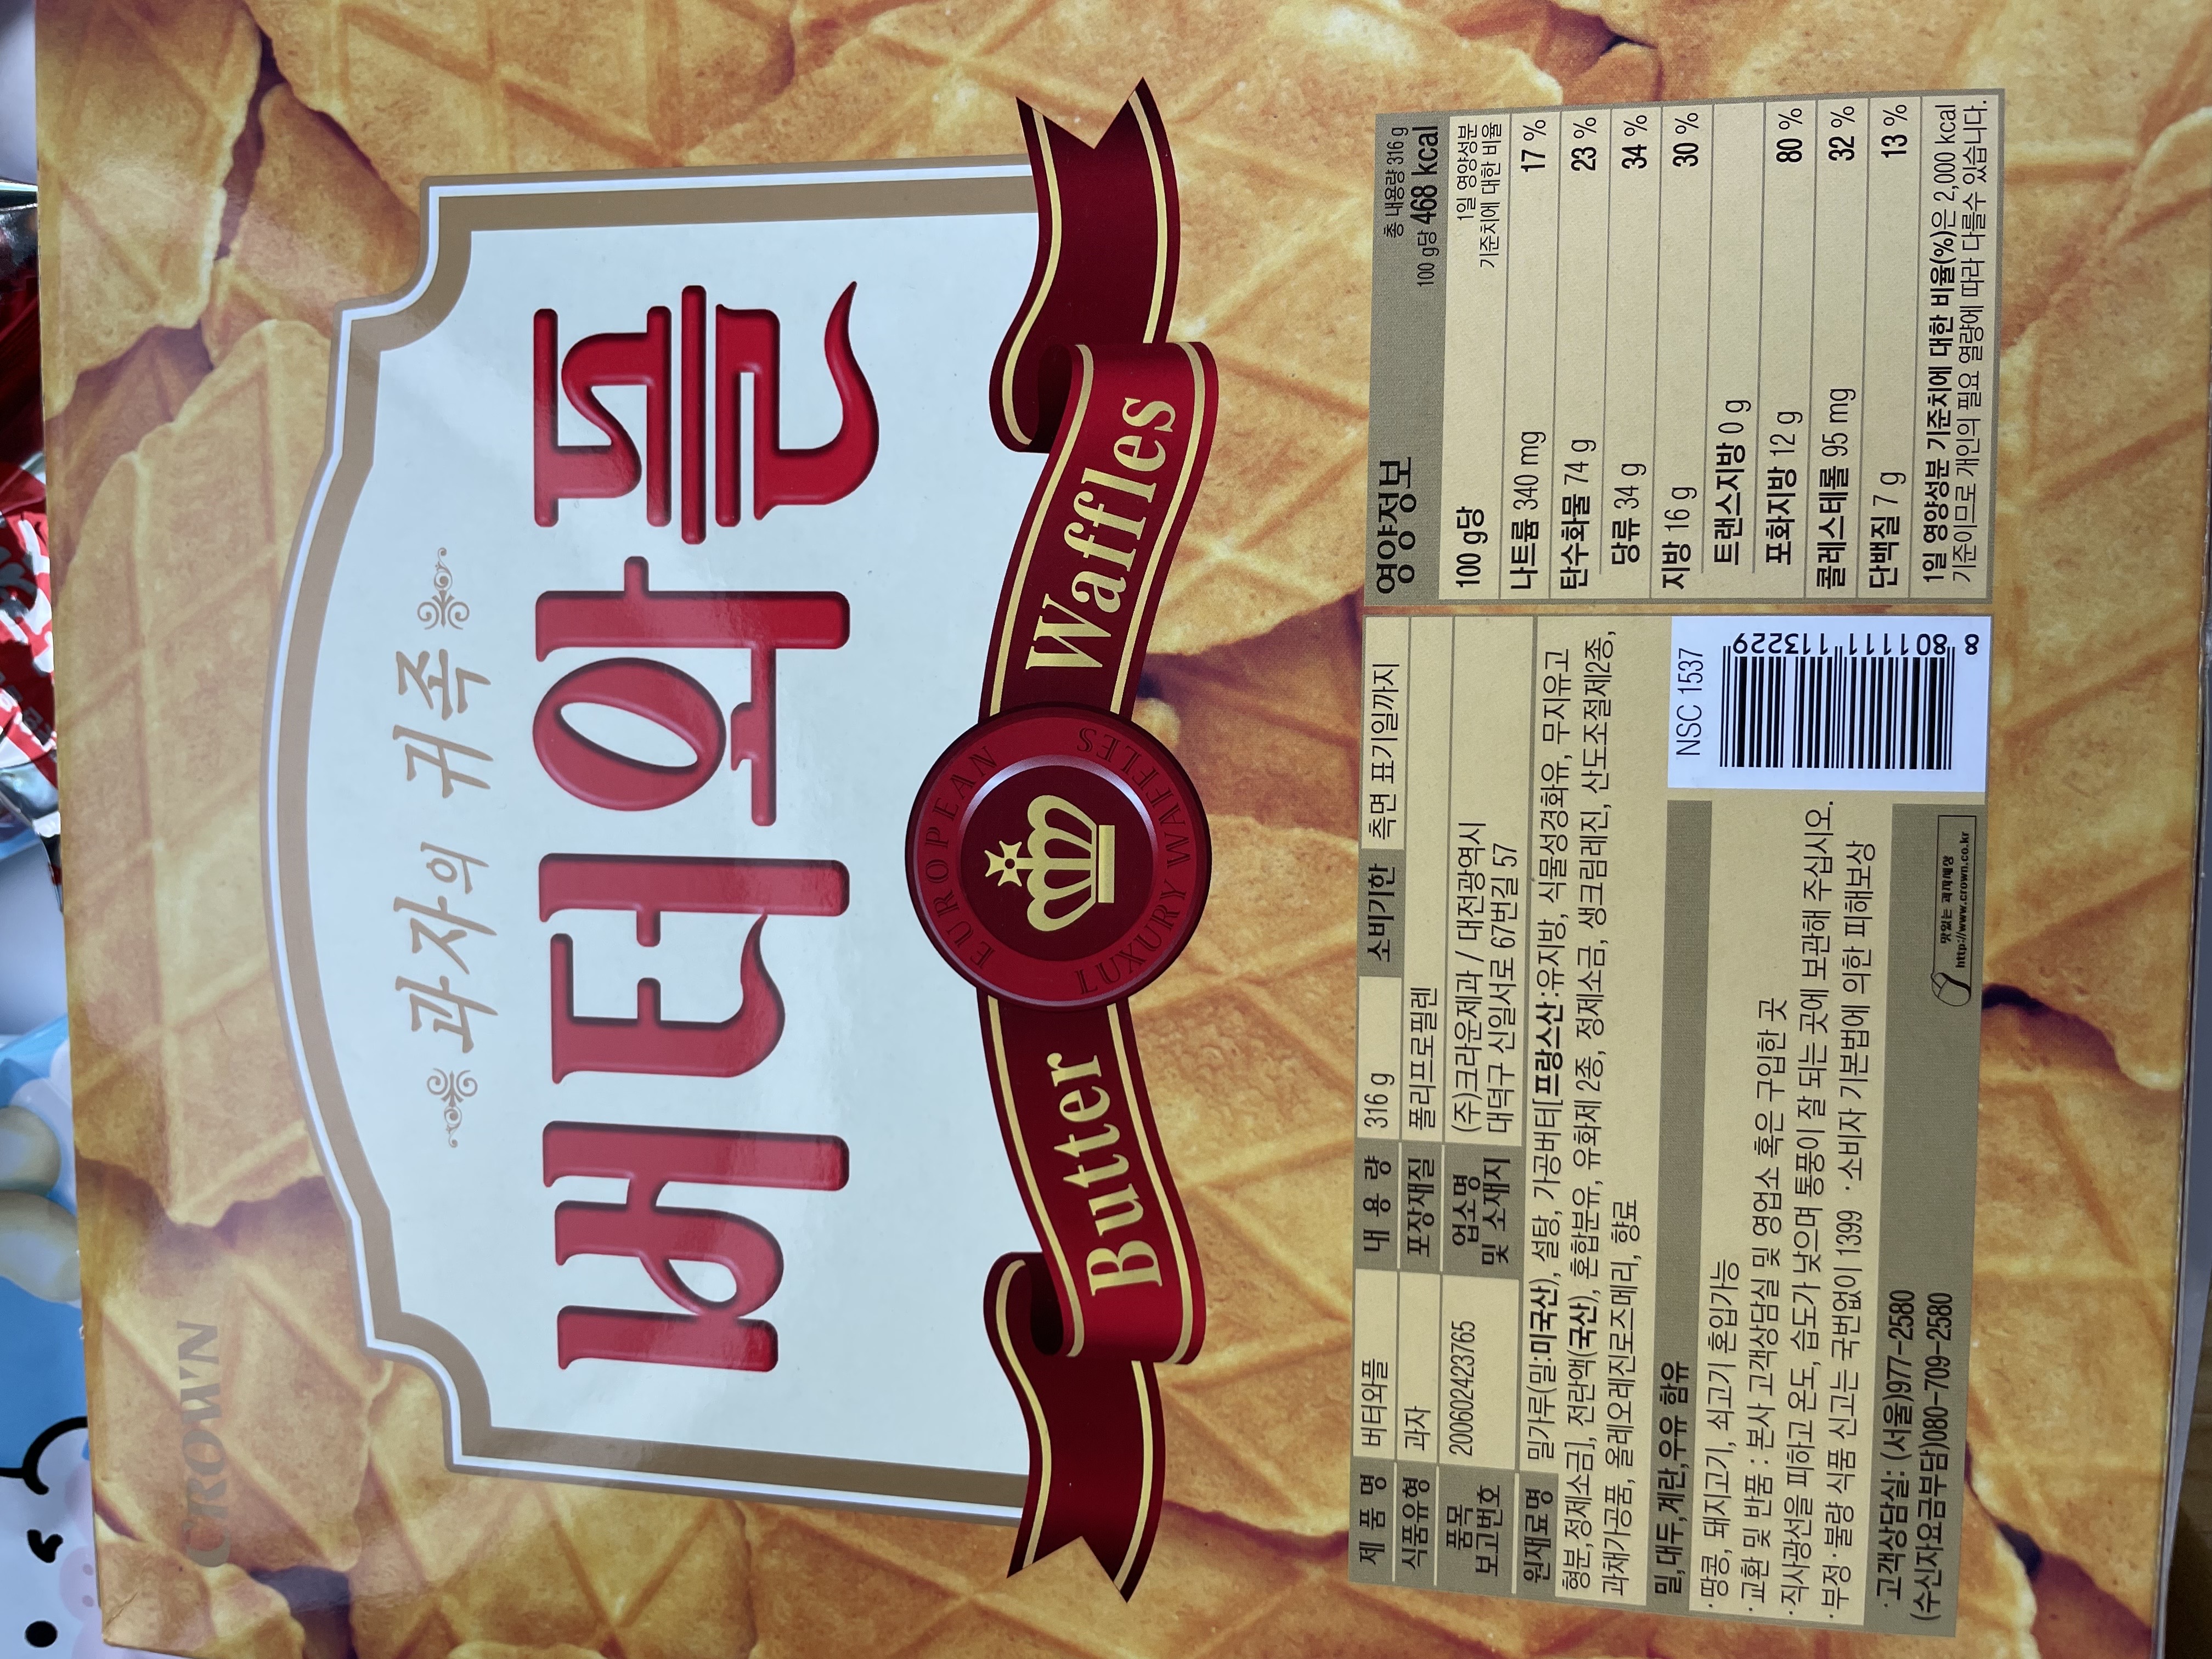 CROWN
과자의 귀족
버터와플
Butter Waffles
EUROPEAN
LUXURY WAFFLES
제 품 명 버터와플 내 용 량 316 g 소비기한 측면 표기일까지
식품유형 과자 포장재질 폴리프로필렌
품목 보고번호 200602423765 업소명 및 소재지 (주)크라운제과 / 대전광역시
대덕구 신일서로 67번길 57
원재료명 밀가루(밀:미국산), 설탕, 가공버터[프랑스산:유지방, 식물성경화유, 무지유고
형분,정제소금], 전란액(국산), 혼합분유, 유화제 2종, 정제소금, 생크림레진, 산도조절제2종,
과채가공품, 올레오레진로즈메리, 향료
밀,대두,계란,우유 함유
·땅콩, 돼지고기, 쇠고기 혼입가능
·교환 및 반품 : 본사 고객상담실 및 영업소 혹은 구입한 곳
·직사광선을 피하고 온도, 습도가 낮으며 통풍이 잘 되는 곳에 보관해 주십시오.
·부정·불량 식품 신고는 국번없이 1399 ·소비자 기본법에 의한 피해보상
·고객상담실: (서울)977-2580
(수신자요금부담)080-709-2580
맛있는 과자세상
http://www.crown.co.kr
NSC 1537
8 801111 113229
영양정보
총 내용량 316 g
100 g당 468 kcal
100 g당 1일 영양성분
기준치에 대한 비율
나트륨 340 mg 17 %
탄수화물 74 g 23 %
당류 34 g 34 %
지방 16 g 30 %
트랜스지방 0 g
포화지방 12 g 80 %
콜레스테롤 95 mg 32 %
단백질 7 g 13 %
1일 영양성분 기준치에 대한 비율(%)은 2,000 kcal
기준이므로 개인의 필요 열량에 따라 다를수 있습니다.